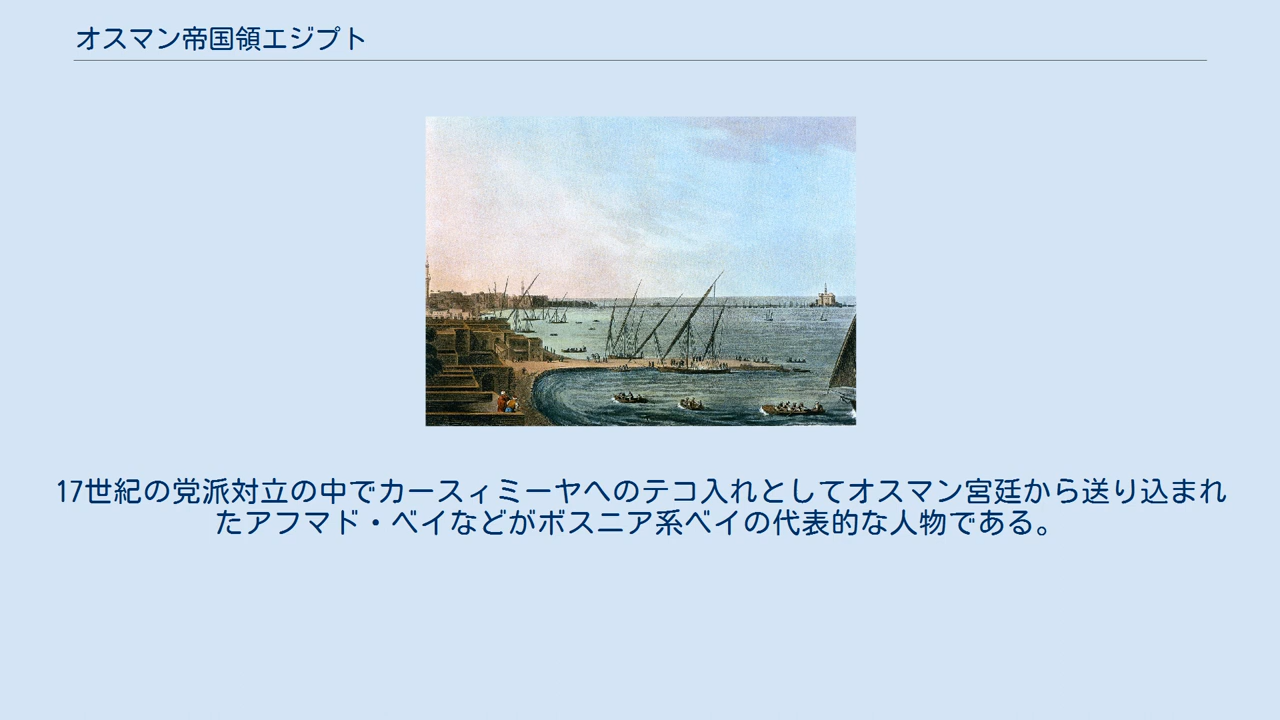 オスマン帝国領エジプト
17世紀の党派対立の中でカースィミーヤへのテコ入れとしてオスマン宮廷から送り込まれ
たアフマド・ベイなどがボスニア系ベイの代表的な人物である。